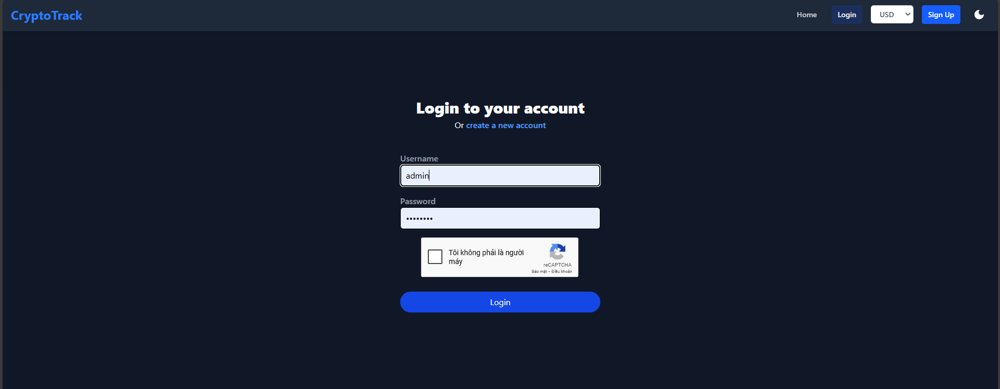 CryptoTrack
Home
Login
USD
Sign Up
Login to your account
Or create a new account
Username
admin
Password
••••••••
Tôi không phải là người
máy
reCAPTCHA
Bảo mật - Điều khoản
Login